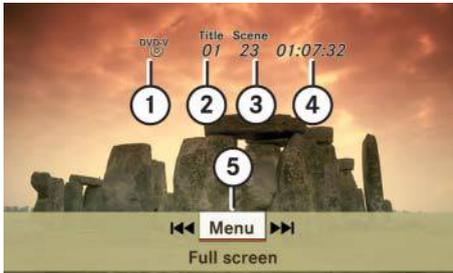 Title Scene
DVD-V 01 23 01:07:32
1 2 3 4
5
Menu
Full screen